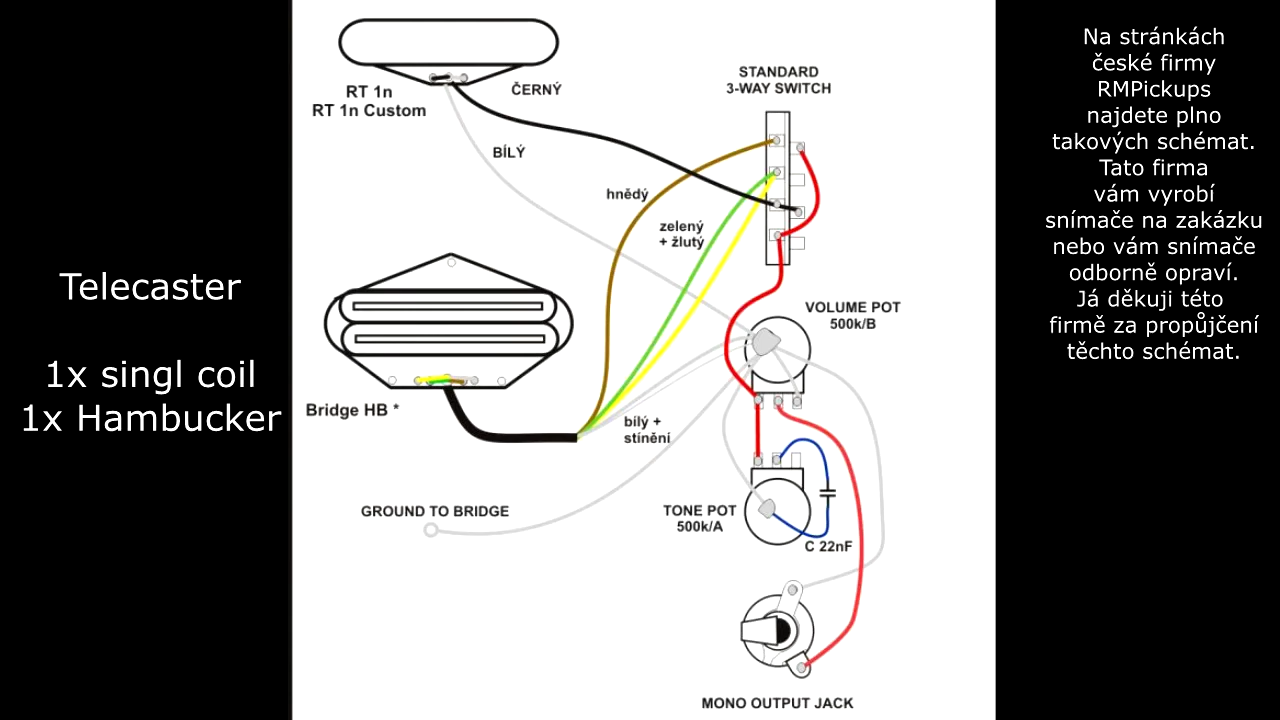 Telecaster
1x singl coil
1x Hambucker
RT 1n
RT 1n Custom
ČERNÝ
BÍLÝ
STANDARD
3-WAY SWITCH
hnědý
zelený
+ žlutý
VOLUME POT
500k/B
Bridge HB *
bílý +
stínění
GROUND TO BRIDGE
TONE POT
500k/A
C 22nF
MONO OUTPUT JACK
Na stránkách
české firmy
RMPickups
najdete plno
takových schémat.
Tato firma
vám vyrobí
snímače na zakázku
nebo vám snímače
odborně opraví.
Já děkuji této
firmě za propůjčení
těchto schémat.